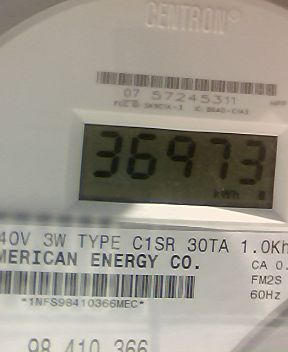 CENTRON®
07 57245311
36973
kWh
40V 3W TYPE C1SR 30TA 1.0Kh
MERICAN ENERGY CO.
CA 0.
FM2S
60Hz
*1NFS98410366MEC*
98 410 366